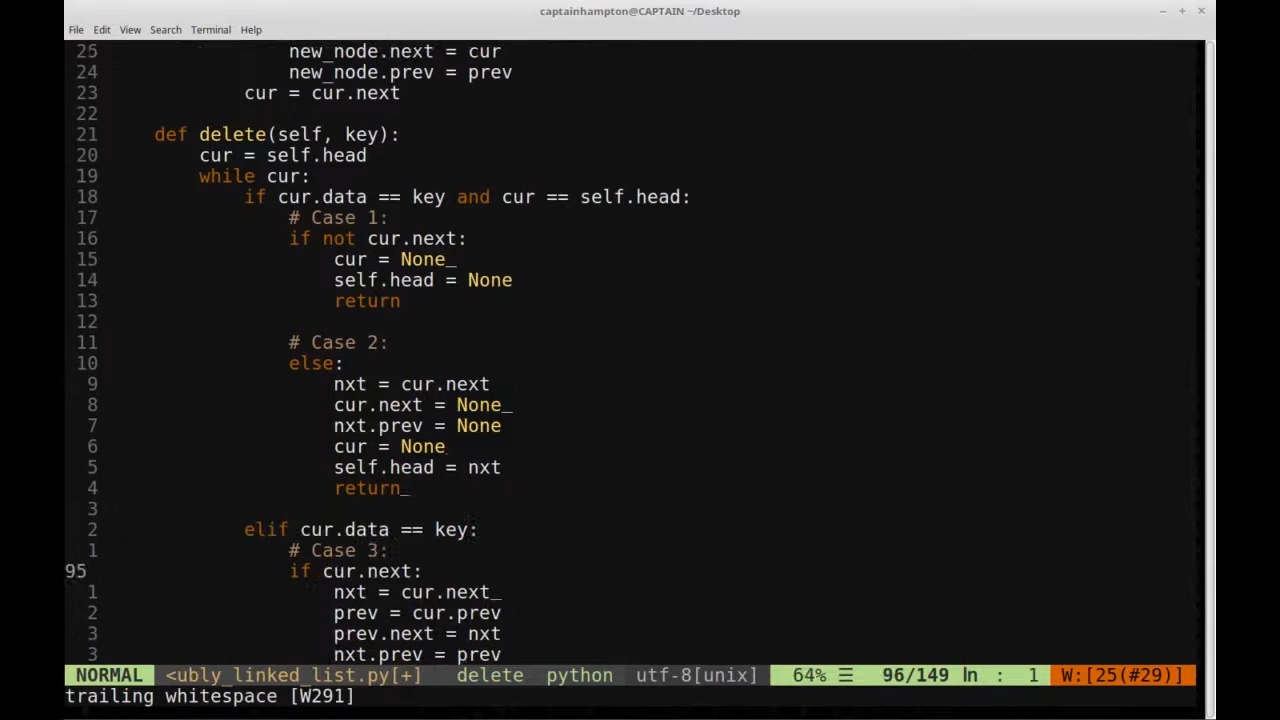 captainhampton@CAPTAIN ~/Desktop
File Edit View Search Terminal Help
25 new_node.next = cur
24 new_node.prev = prev
23 cur = cur.next
22
21 def delete(self, key):
20 cur = self.head
19 while cur:
18 if cur.data == key and cur == self.head:
17 # Case 1:
16 if not cur.next:
15 cur = None_
14 self.head = None
13 return
12
11 # Case 2:
10 else:
9 nxt = cur.next
8 cur.next = None_
7 nxt.prev = None
6 cur = None
5 self.head = nxt
4 return_
3
2 elif cur.data == key:
1 # Case 3:
95 if cur.next:
1 nxt = cur.next_
2 prev = cur.prev
3 prev.next = nxt
3 nxt.prev = prev
NORMAL <ubly_linked_list.py[+] delete python utf-8[unix] 64% ☰ 96/149 ln : 1 W:[25(#29)]
trailing whitespace [W291]